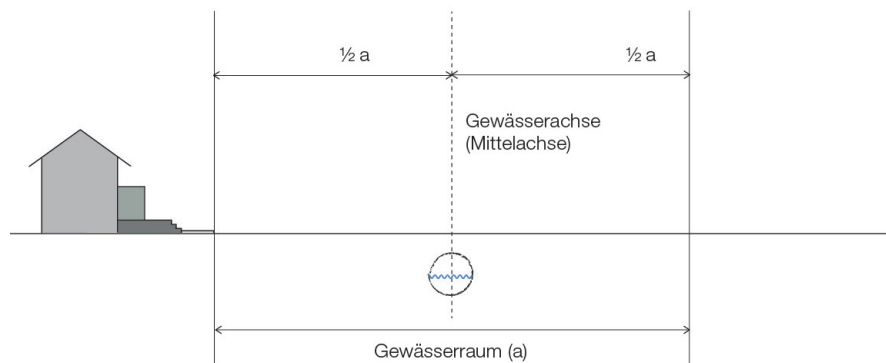 ½ a
½ a
Gewässerachse
(Mittelachse)
Gewässerraum (a)